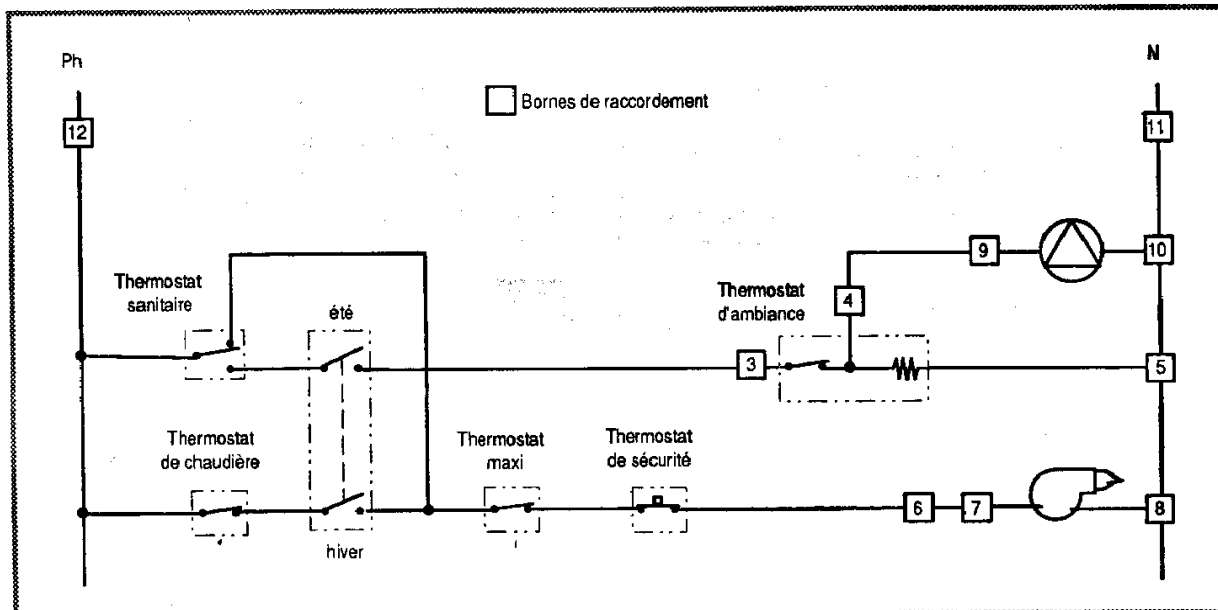 Ph
N
Bornes de raccordement
12
11
9
10
Thermostat
sanitaire
été
4
Thermostat
d'ambiance
3
5
Thermostat
de chaudière
Thermostat
maxi
Thermostat
de sécurité
6
7
8
hiver